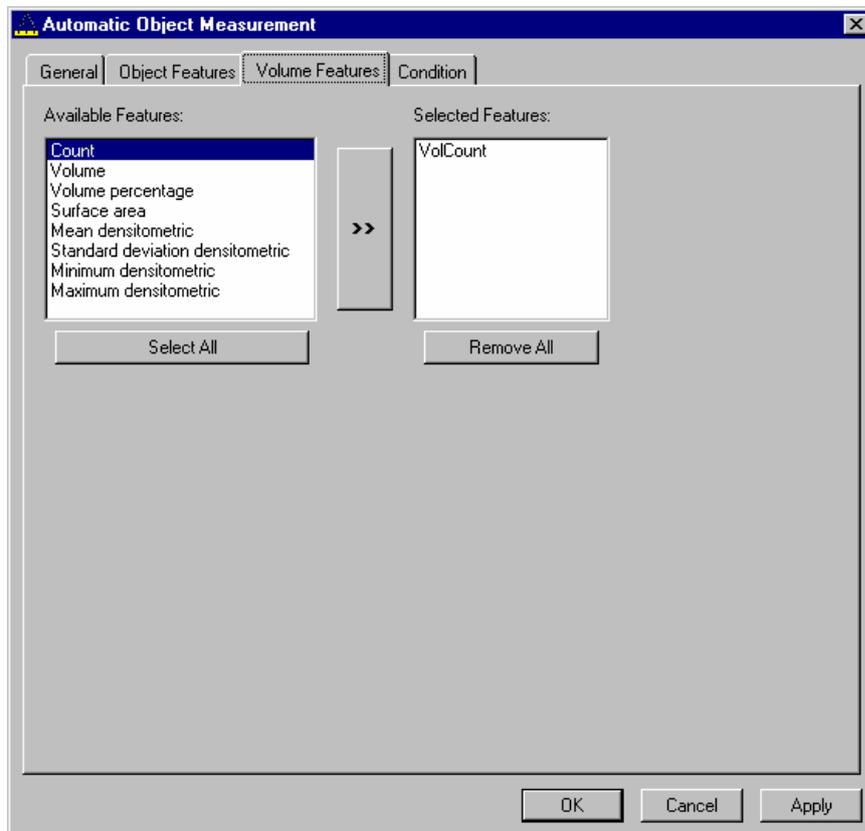 Automatic Object Measurement
General Object Features Volume Features Condition
Available Features:
Count
Volume
Volume percentage
Surface area
Mean densitometric
Standard deviation densitometric
Minimum densitometric
Maximum densitometric
Select All
>>
Selected Features:
VolCount
Remove All
OK Cancel Apply